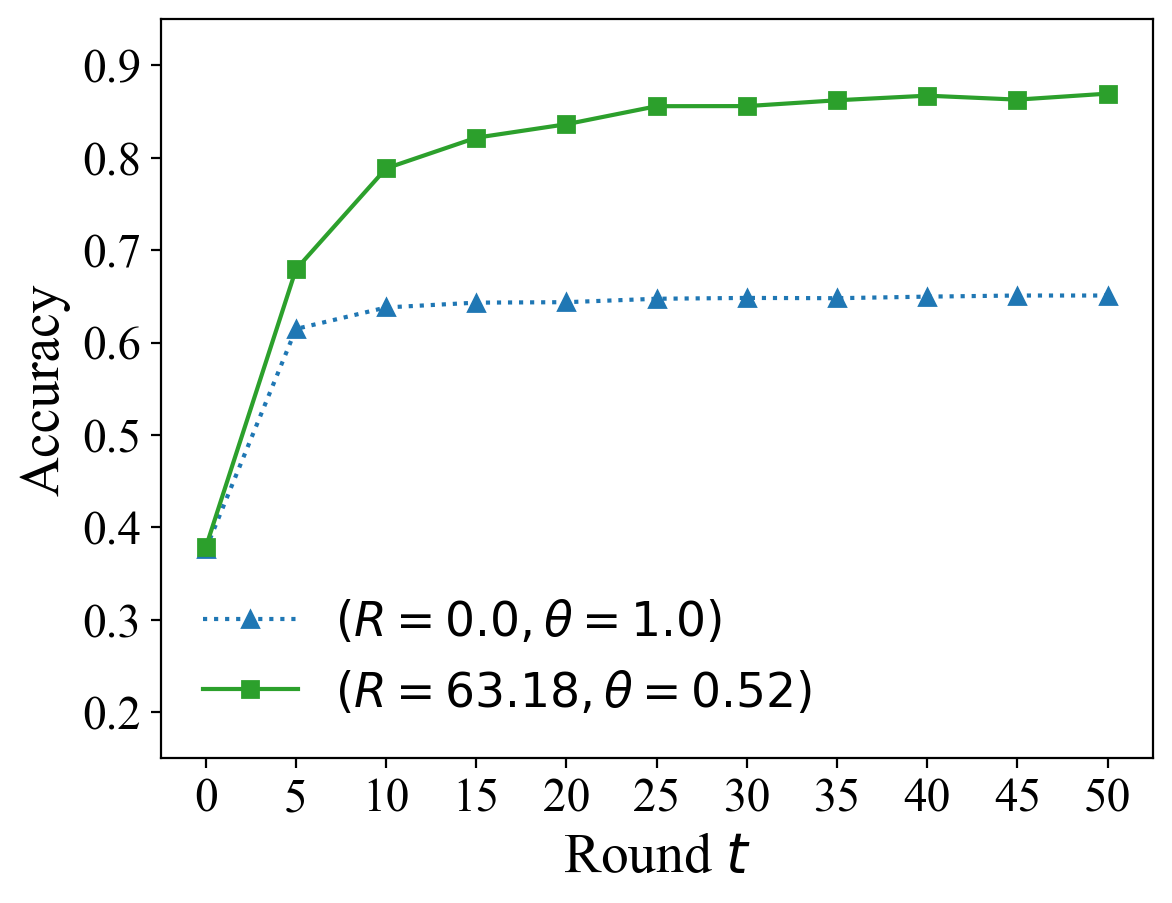 0.9
0.8
0.7
0.6
0.5
0.4
0.3
0.2
Accuracy
(R = 0.0, θ = 1.0)
(R = 63.18, θ = 0.52)
0 5 10 15 20 25 30 35 40 45 50
Round t